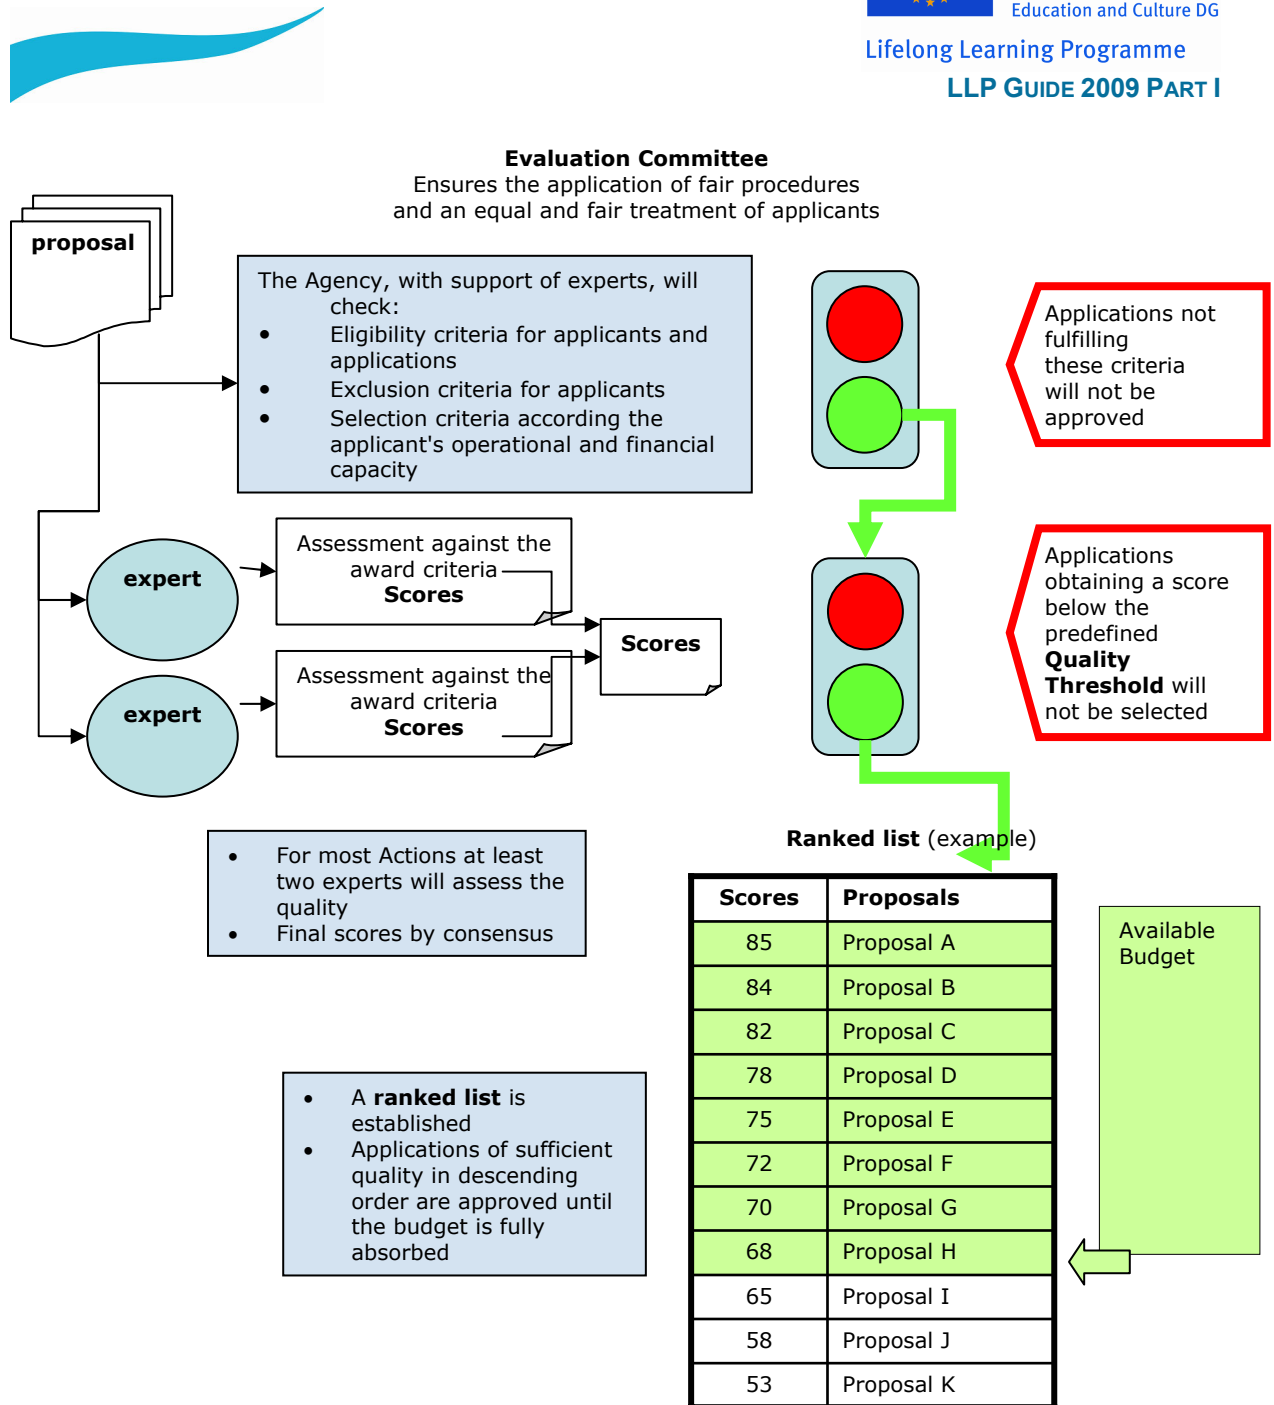 Education and Culture DG
Lifelong Learning Programme
LLP GUIDE 2009 PART I
Evaluation Committee
Ensures the application of fair procedures
and an equal and fair treatment of applicants
proposal
The Agency, with support of experts, will
check:
• Eligibility criteria for applicants and
applications
• Exclusion criteria for applicants
• Selection criteria according the
applicant's operational and financial
capacity
Applications not
fulfilling
these criteria
will not be
approved
expert
Assessment against the
award criteria
Scores
expert
Assessment against the
award criteria
Scores
Scores
Applications
obtaining a score
below the
predefined
Quality
Threshold will
not be selected
• For most Actions at least
two experts will assess the
quality
• Final scores by consensus
Ranked list (example)
Scores Proposals
85 Proposal A
84 Proposal B
82 Proposal C
78 Proposal D
75 Proposal E
72 Proposal F
70 Proposal G
68 Proposal H
65 Proposal I
58 Proposal J
53 Proposal K
Available
Budget
• A ranked list is
established
• Applications of sufficient
quality in descending
order are approved until
the budget is fully
absorbed